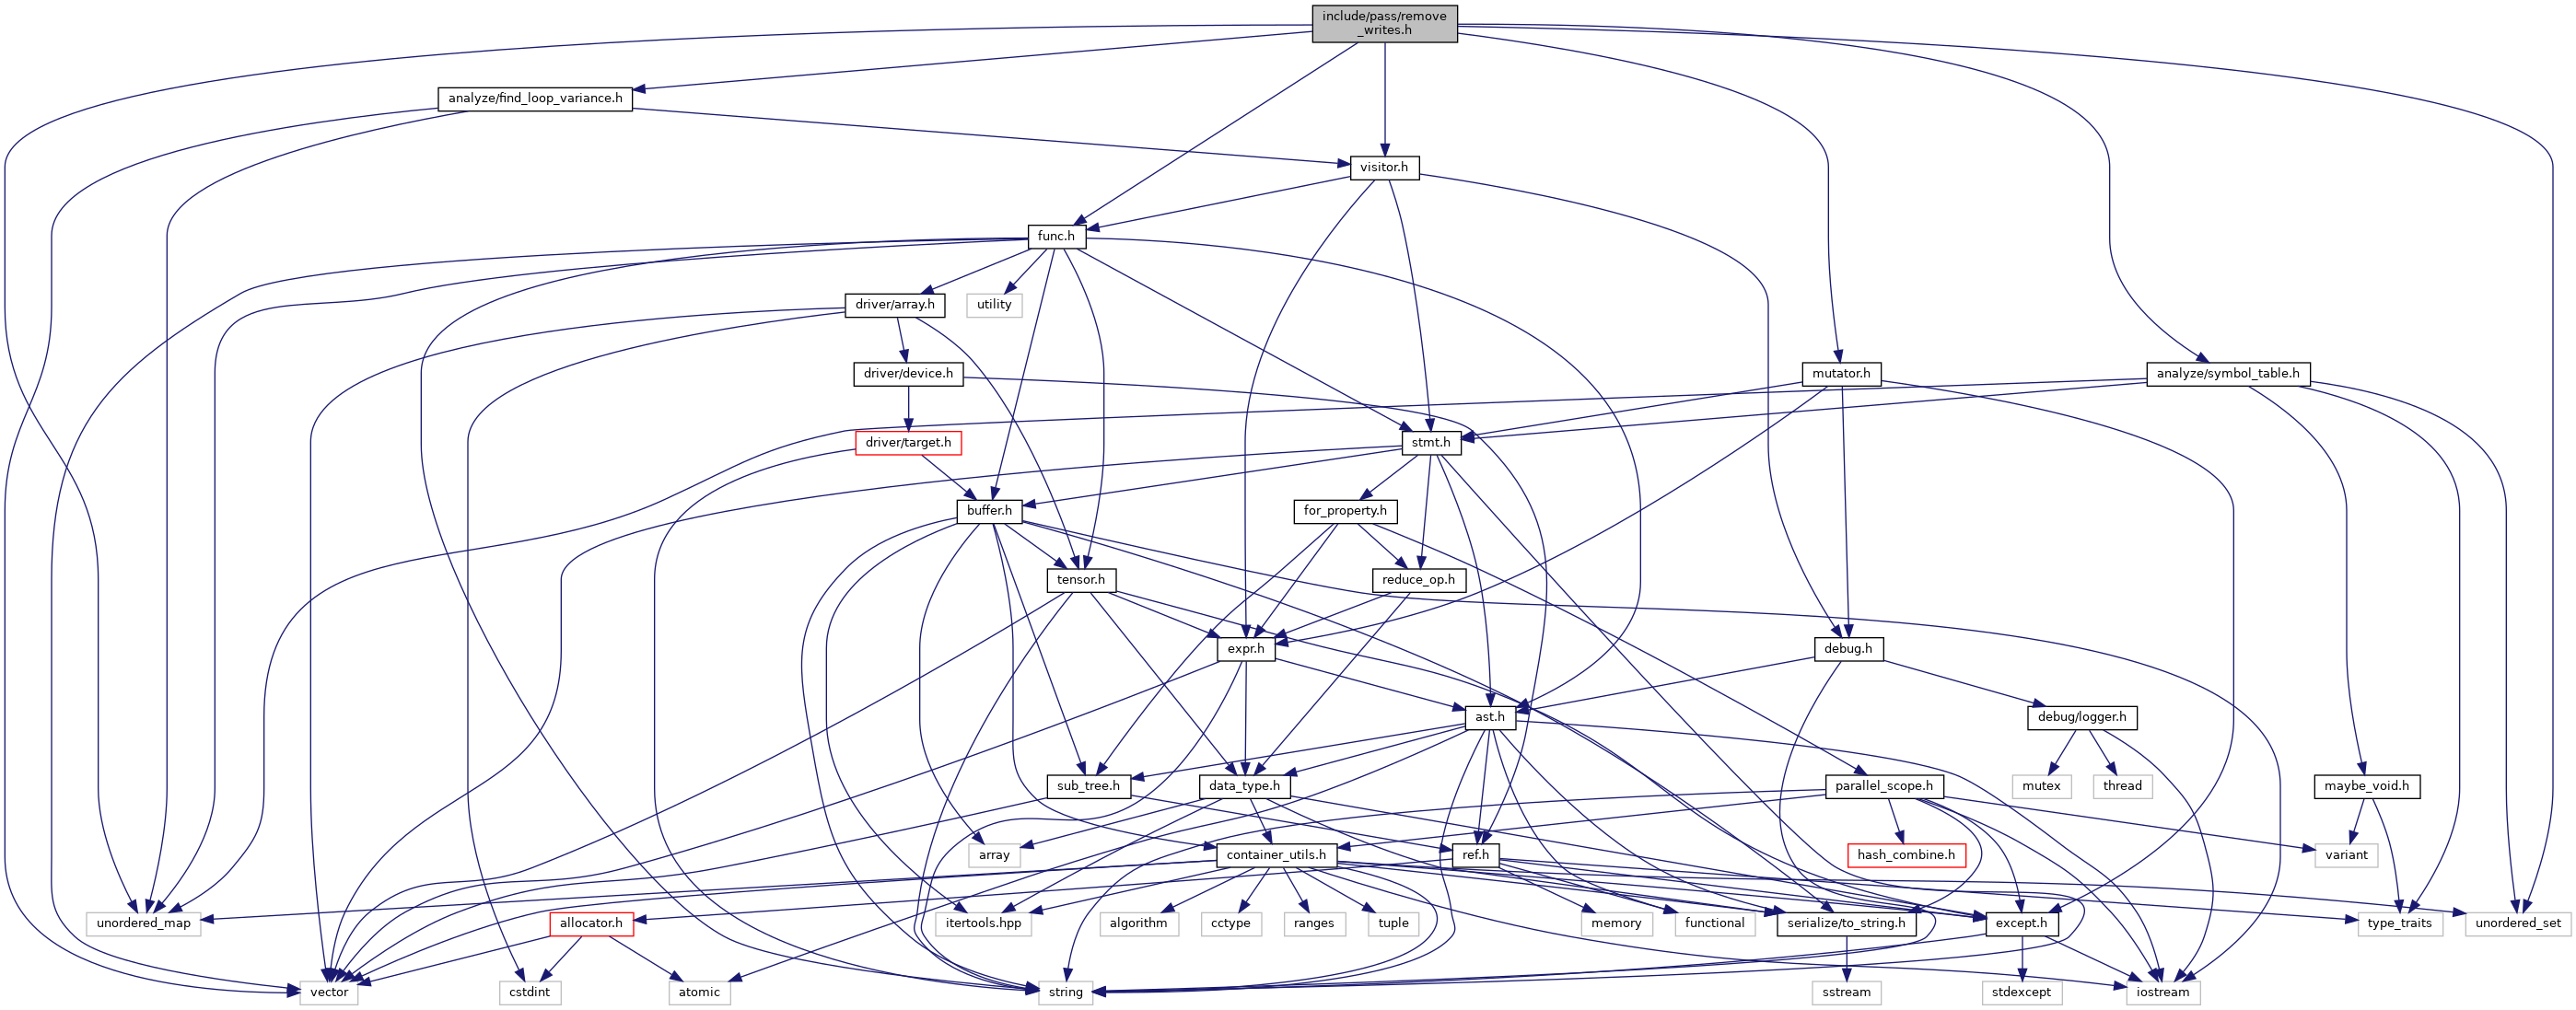 include/pass/remove
_writes.h
analyze/find_loop_variance.h
visitor.h
func.h
driver/array.h
utility
driver/device.h
mutator.h
analyze/symbol_table.h
driver/target.h
stmt.h
buffer.h
for_property.h
tensor.h
reduce_op.h
expr.h
debug.h
ast.h
debug/logger.h
sub_tree.h
data_type.h
parallel_scope.h
mutex
thread
maybe_void.h
array
container_utils.h
ref.h
hash_combine.h
variant
unordered_map
allocator.h
itertools.hpp
algorithm
cctype
ranges
tuple
memory
functional
serialize/to_string.h
except.h
type_traits
unordered_set
vector
cstdint
atomic
string
sstream
stdexcept
iostream